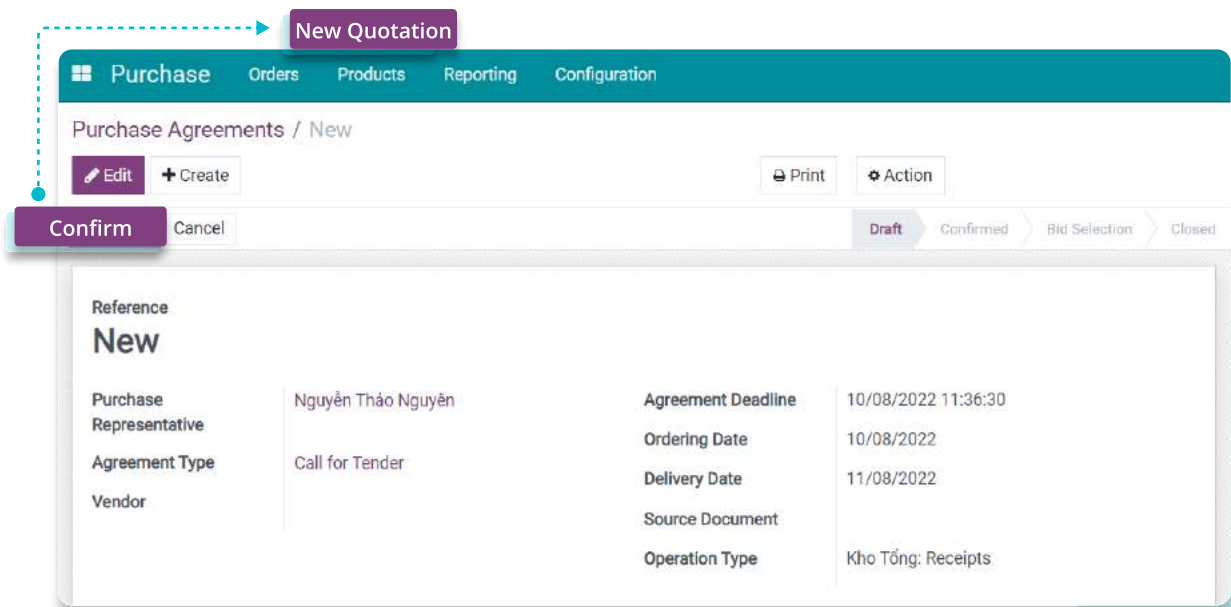 New Quotation
Purchase Orders Products Reporting Configuration
Purchase Agreements / New
Edit Create Print Action
Confirm Cancel Draft Confirmed Bid Selection Closed
Reference
New
Purchase Representative Nguyễn Thảo Nguyên Agreement Deadline 10/08/2022 11:36:30
Ordering Date 10/08/2022
Agreement Type Call for Tender
Delivery Date 11/08/2022
Vendor
Source Document
Operation Type Kho Tổng: Receipts